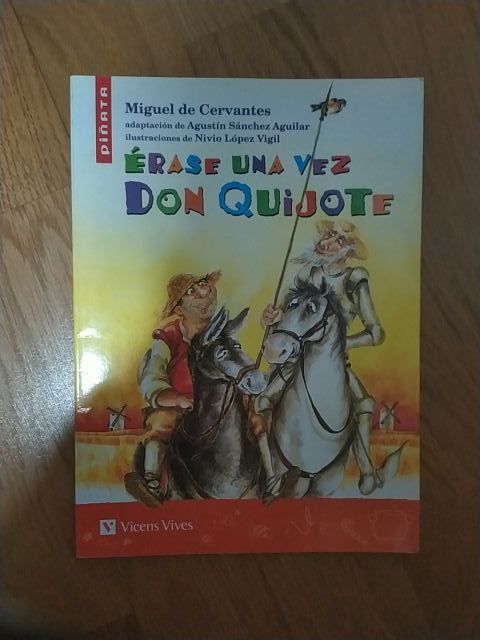 PIÑATA
Miguel de Cervantes
adaptación de Agustín Sánchez Aguilar
ilustraciones de Nivio López Vigil
ÉRASE UNA VEZ
DON QUIJOTE
V Vicens Vives